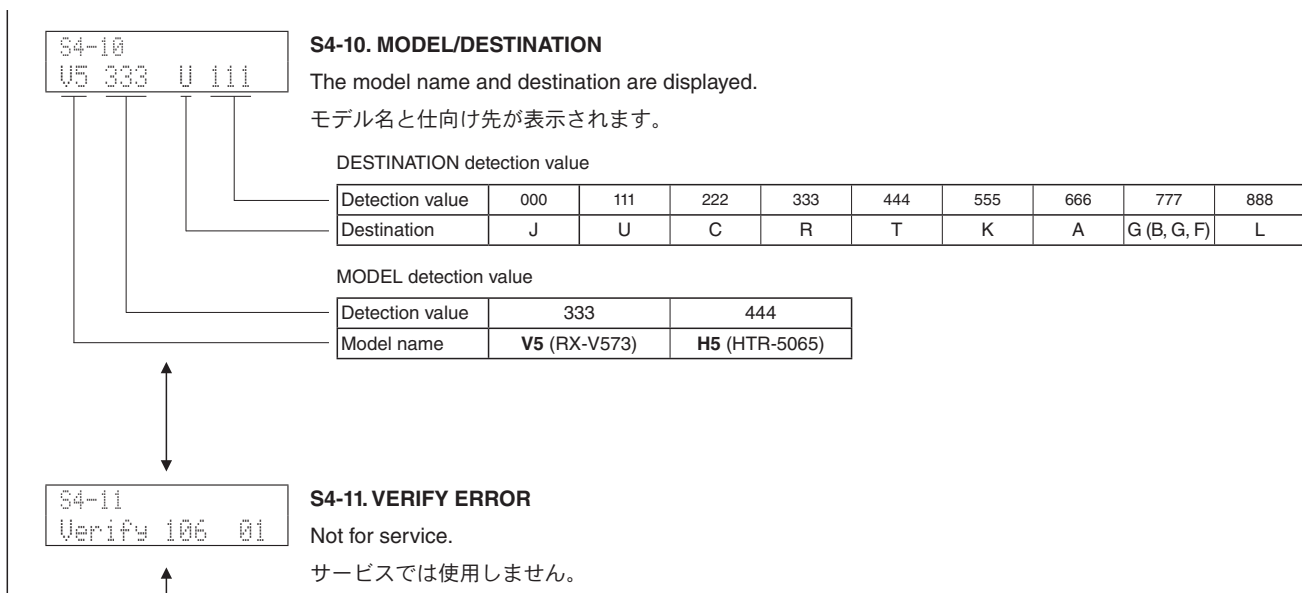 S4-10
V5 333 U 111
S4-10. MODEL/DESTINATION
The model name and destination are displayed.
モデル名と仕向け先が表示されます。
DESTINATION detection value
Detection value 000 111 222 333 444 555 666 777 888
Destination J U C R T K A G (B, G, F) L
MODEL detection value
Detection value 333 444
Model name V5 (RX-V573) H5 (HTR-5065)
S4-11
Verify 106 01
S4-11. VERIFY ERROR
Not for service.
サービスでは使用しません。